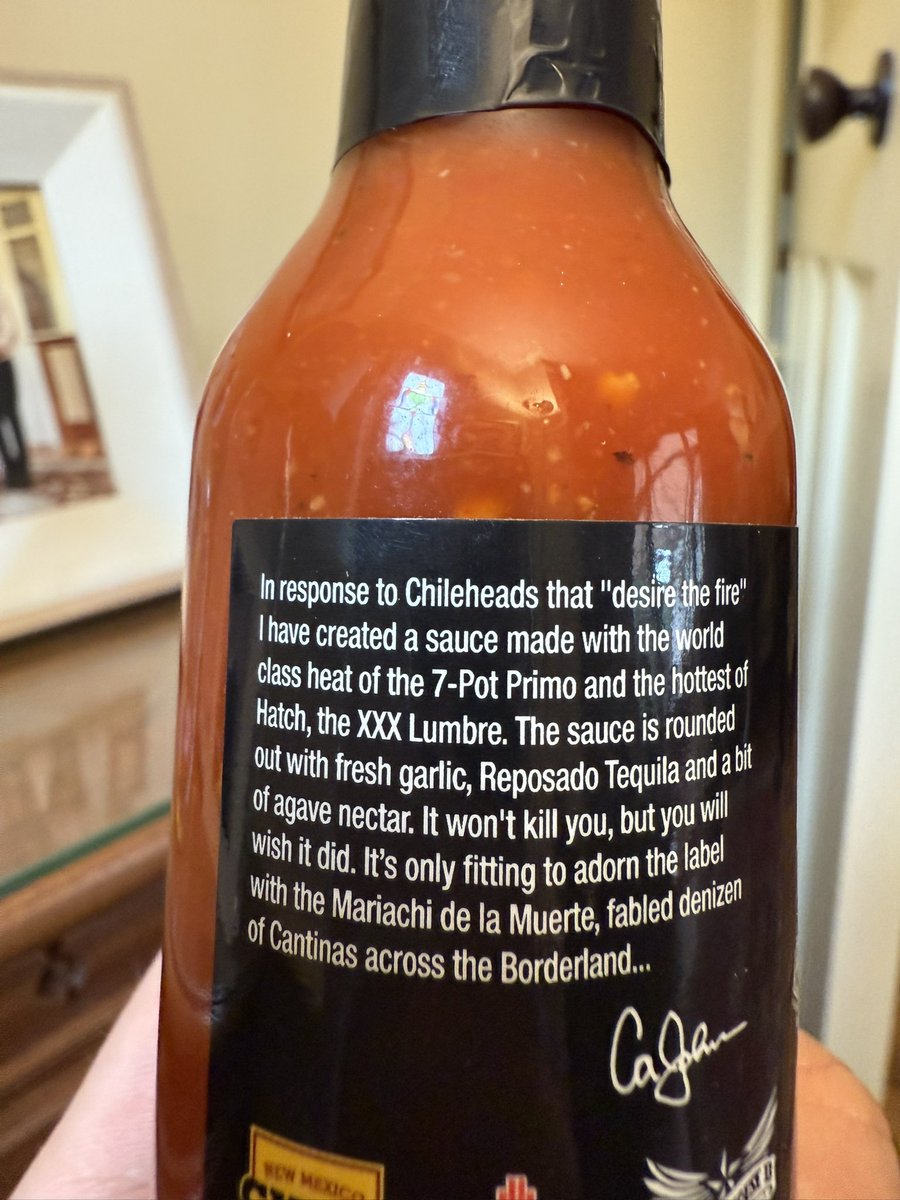 In response to Chileheads that "desire the fire"
I have created a sauce made with the world
class heat of the 7-Pot Primo and the hottest of
Hatch, the XXX Lumbre. The sauce is rounded
out with fresh garlic, Reposado Tequila and a bit
of agave nectar. It won't kill you, but you will
wish it did. It's only fitting to adorn the label
with the Mariachi de la Muerte, fabled denizen
of Cantinas across the Borderland...
CaJohn
NEW MEXICO